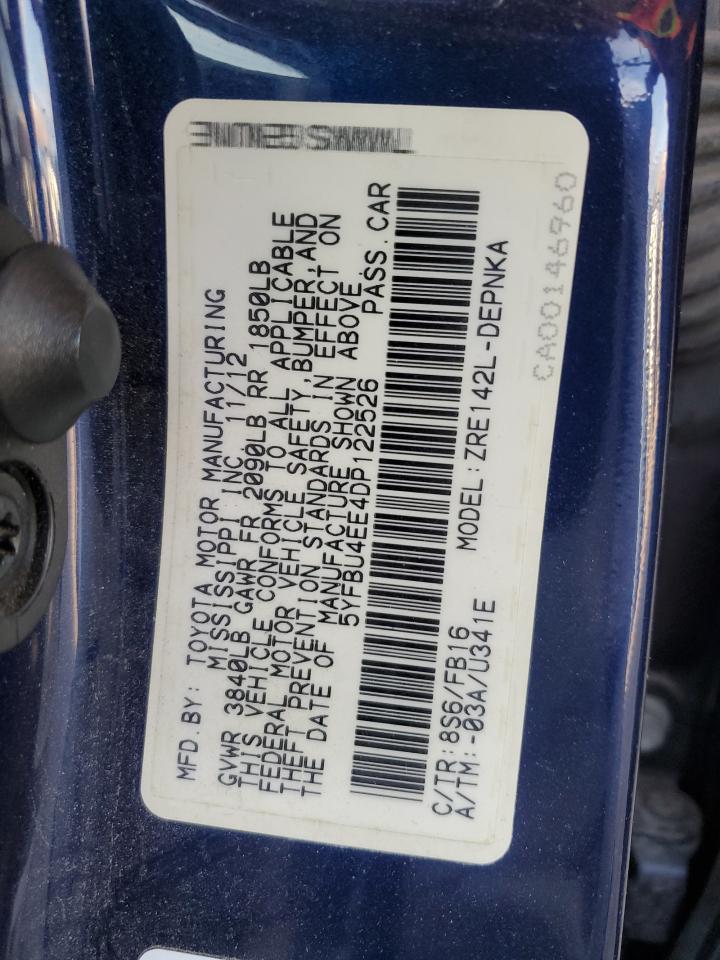 MFD.BY: TOYOTA MOTOR MANUFACTURING
MISSISSIPPI INC. 11/12
GVWR 3840LB GAWR FR 2090LB RR 1850LB
THIS VEHICLE CONFORMS TO ALL APPLICABLE
FEDERAL MOTOR VEHICLE SAFETY,BUMPER,AND
THEFT PREVENTION STANDARDS IN EFFECT ON
THE DATE OF MANUFACTURE SHOWN ABOVE.
5YFBU4EE4DP122526 PASS.CAR
C/TR:8S6/FB16 MODEL:ZRE142L-DEPNKA
A/TM:-03A/U341E
CA00146960